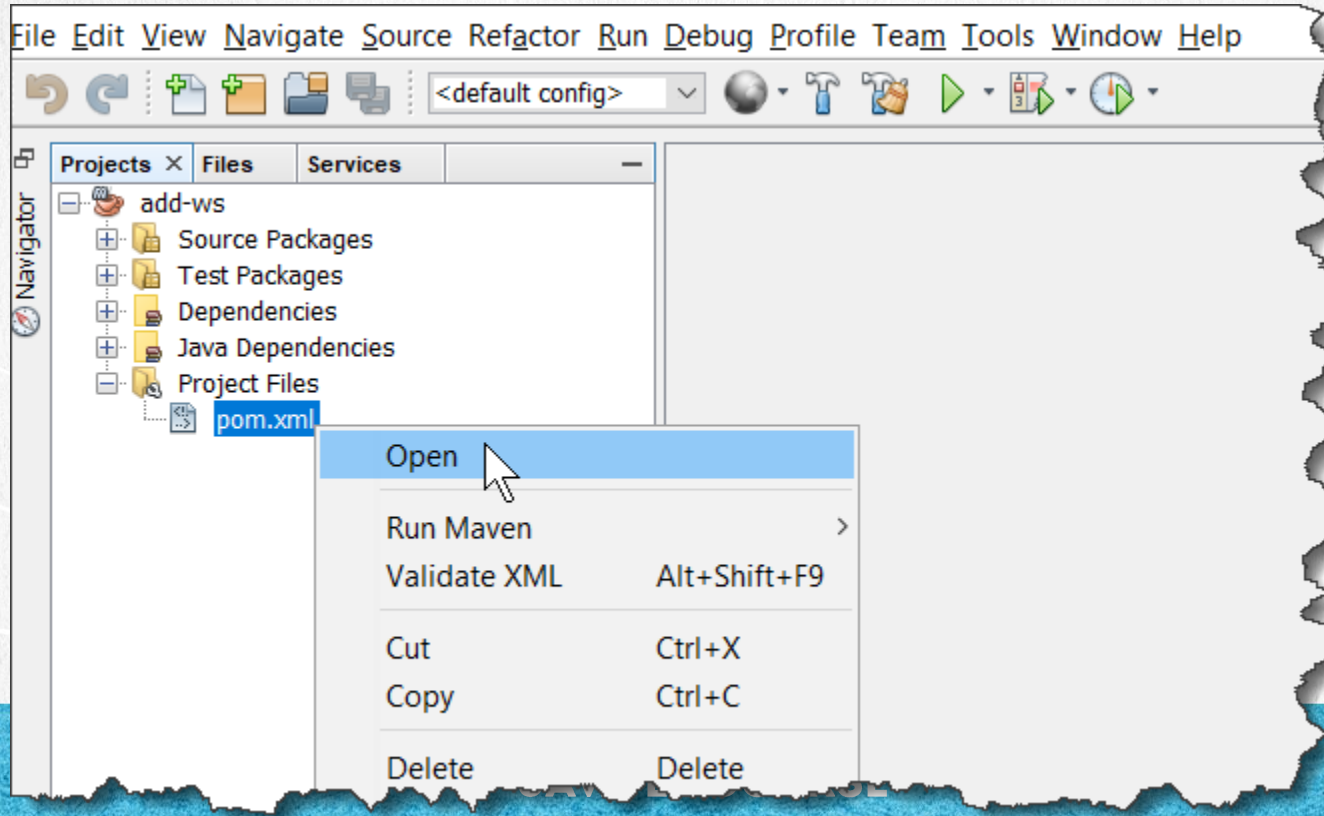 File Edit View Navigate Source Refactor Run Debug Profile Team Tools Window Help
<default config>
Projects Files Services
Navigator
add-ws
Source Packages
Test Packages
Dependencies
Java Dependencies
Project Files
pom.xml
Open
Run Maven
Validate XML Alt+Shift+F9
Cut Ctrl+X
Copy Ctrl+C
Delete Delete